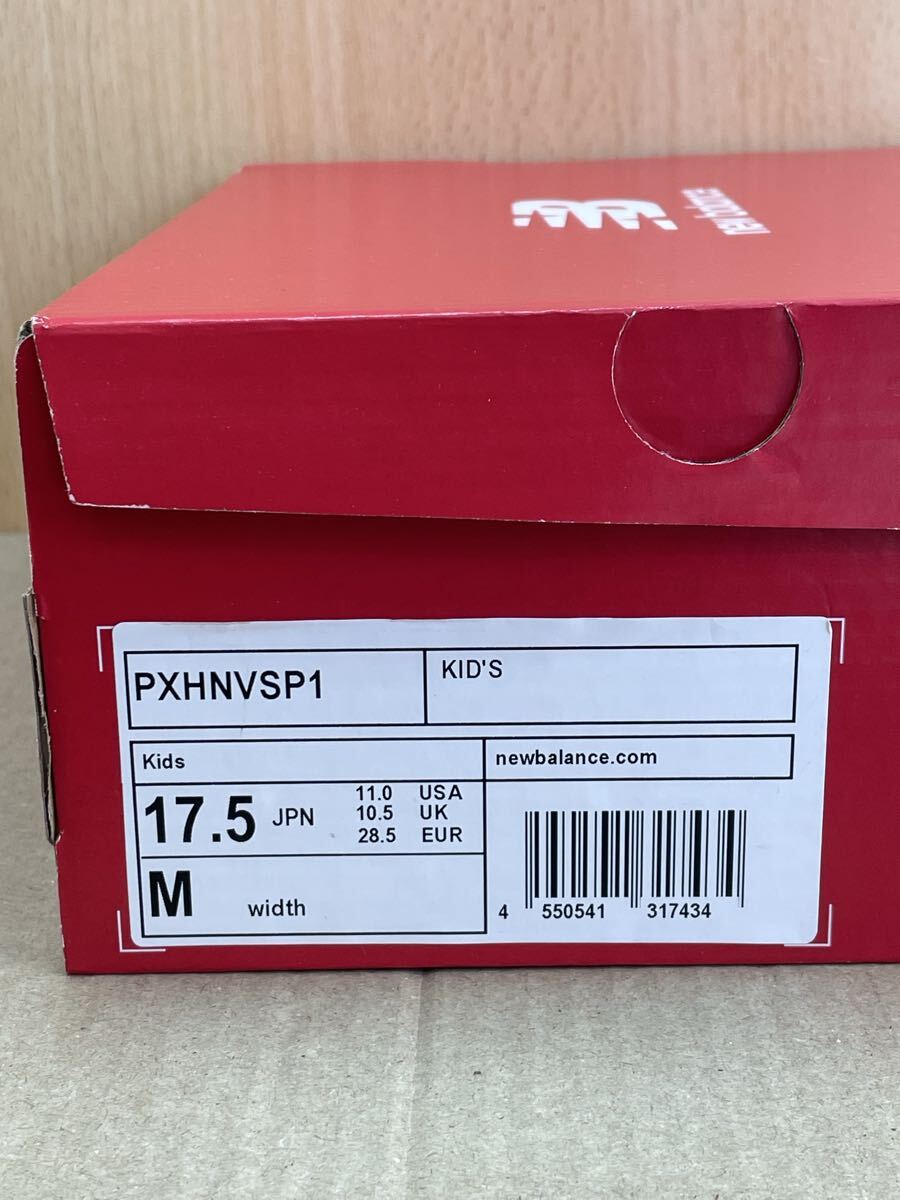 new balance
PXHNVSP1
KID'S
Kids
newbalance.com
17.5 JPN
11.0 USA
10.5 UK
28.5 EUR
M width
4 550541 317434